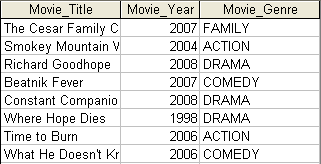 Movie_Title Movie_Year Movie_Genre
The Cesar Family C 2007 FAMILY
Smokey Mountain 2004 ACTION
Richard Goodhope 2008 DRAMA
Beatnik Fever 2007 COMEDY
Constant Companio 2008 DRAMA
Where Hope Dies 1998 DRAMA
Time to Burn 2006 ACTION
What He Doesn't Kr 2006 COMEDY